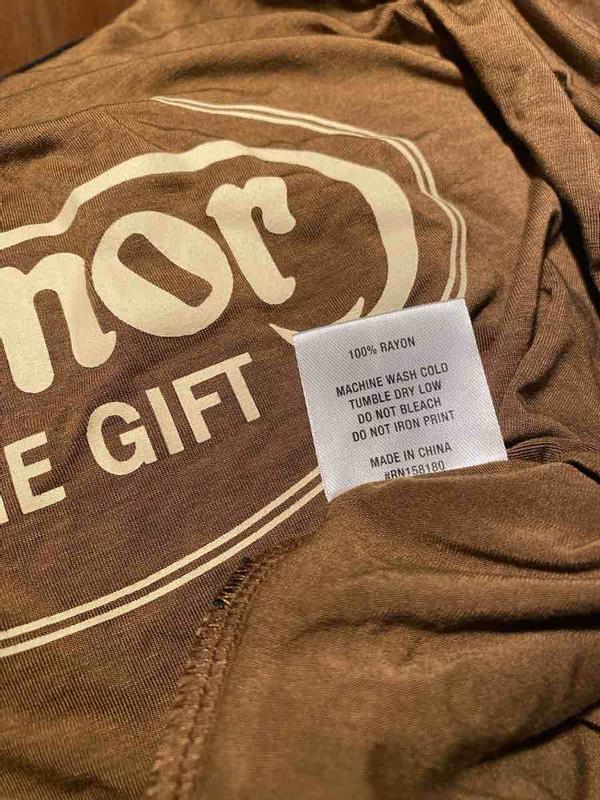 nor
E GIFT
100% RAYON
MACHINE WASH COLD
TUMBLE DRY LOW
DO NOT BLEACH
DO NOT IRON PRINT
MADE IN CHINA
#RN158180